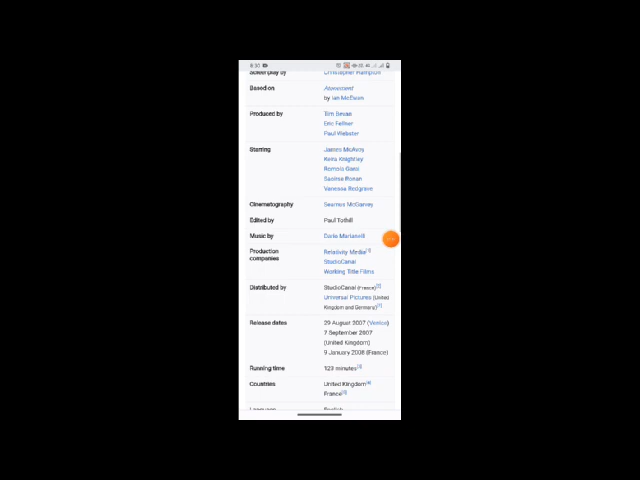 Screenplay by Christopher Hampton
Based on Atonement
by Ian McEwan
Produced by Tim Bevan
Eric Fellner
Paul Webster
Starring James McAvoy
Keira Knightley
Romola Garai
Saoirse Ronan
Vanessa Redgrave
Cinematography Seamus McGarvey
Edited by Paul Tothill
Music by Dario Marianelli
Production Relativity Media
companies StudioCanal
Working Title Films
Distributed by StudioCanal (France)
Universal Pictures (United
Kingdom and Germany)
Release dates 29 August 2007 (Venice)
7 September 2007
(United Kingdom)
9 January 2008 (France)
Running time 123 minutes
Countries United Kingdom
France
Language English